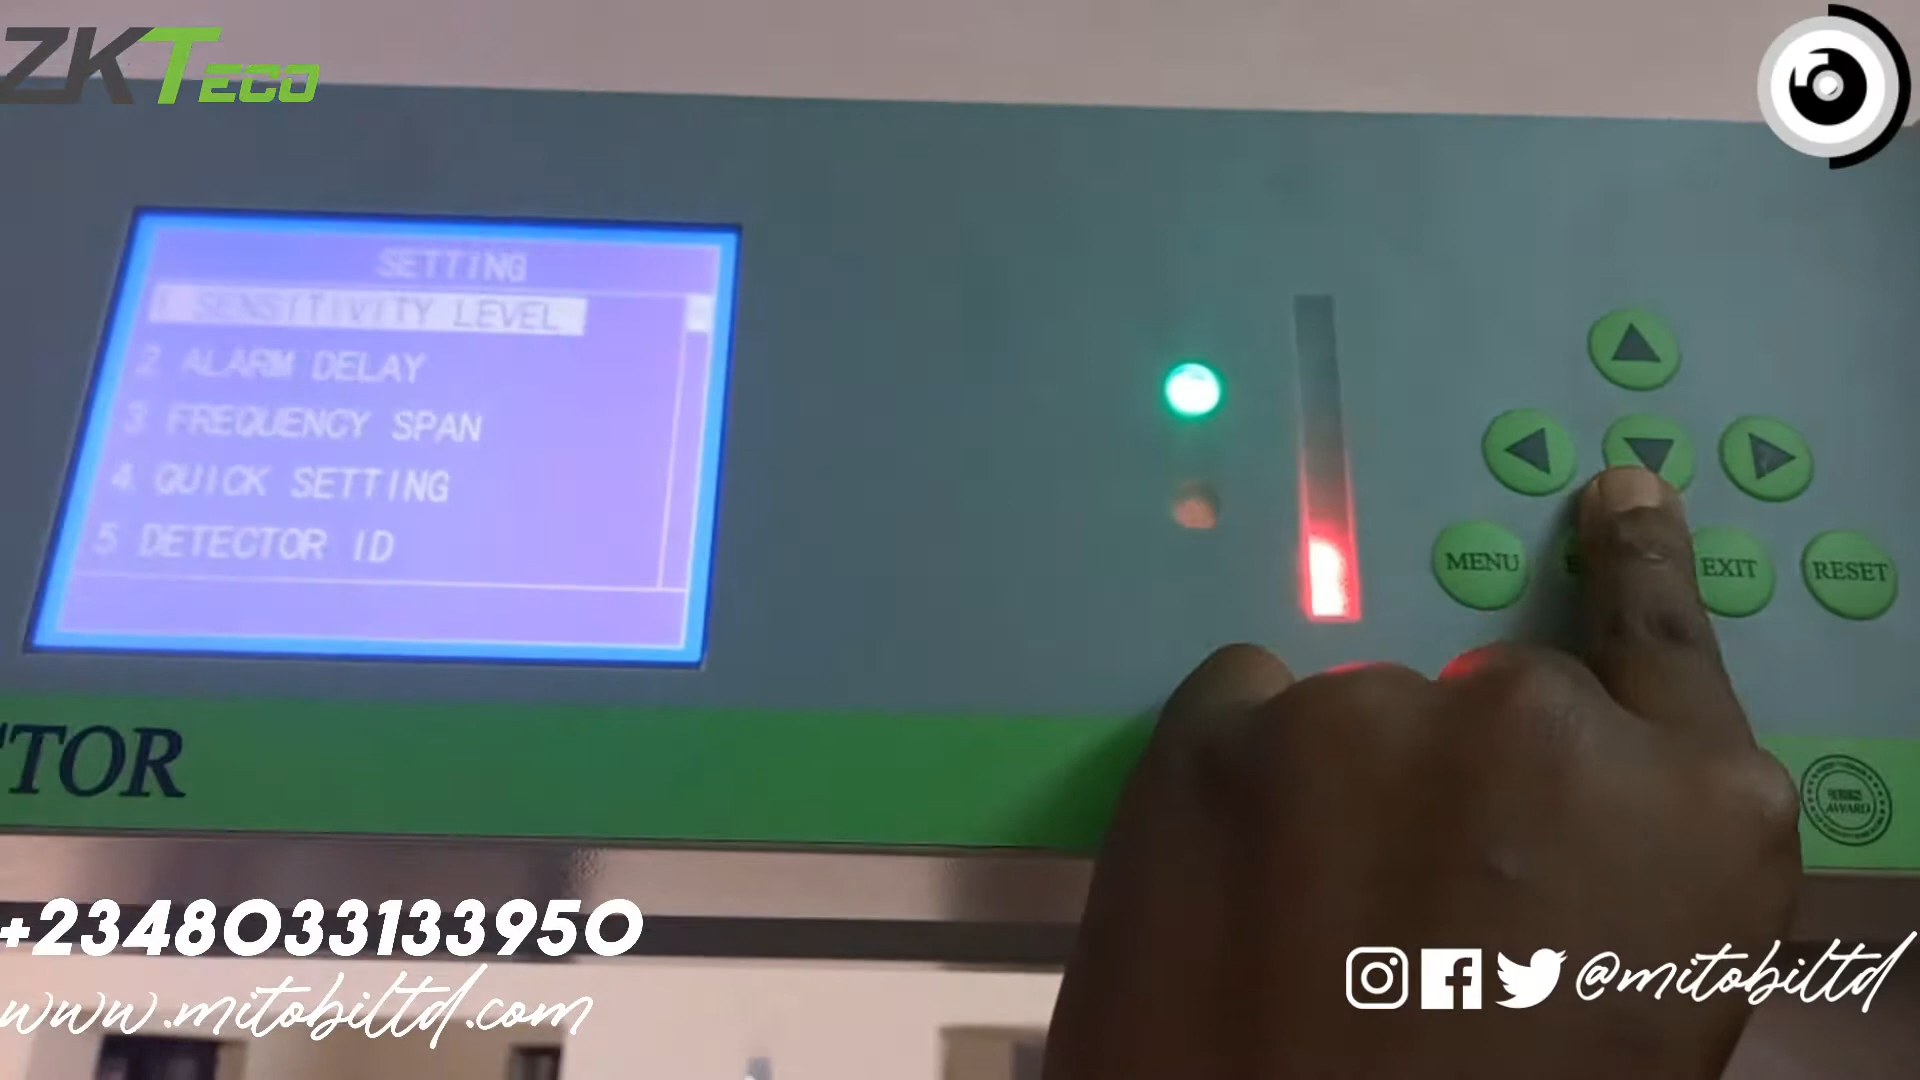 ZKTECO
SETTING
1 SENSITIVITY LEVEL
2 ALARM DELAY
3 FREQUENCY SPAN
4 QUICK SETTING
5 DETECTOR ID
MENU
EXIT
RESET
TOR
AWARD
+2348033133950
www.mitobiltd.com
@mitobiltd